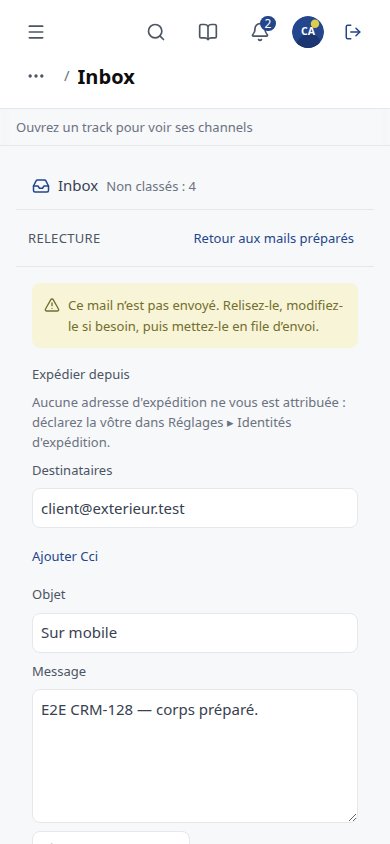 2
CA
... / Inbox
Ouvrez un track pour voir ses channels
Inbox Non classés : 4
RELECTURE Retour aux mails préparés
Ce mail n’est pas envoyé. Relisez-le, modifiez-
le si besoin, puis mettez-le en file d’envoi.
Expédier depuis
Aucune adresse d'expédition ne vous est attribuée :
déclarez la vôtre dans Réglages ▸ Identités
d'expédition.
Destinataires
client@exterieur.test
Ajouter Cci
Objet
Sur mobile
Message
E2E CRM-128 — corps préparé.